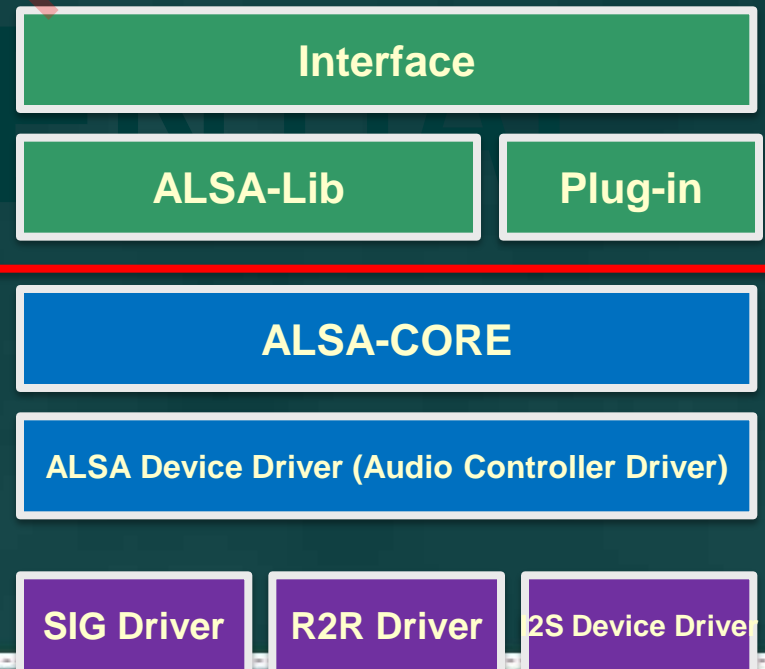 Interface
ALSA-Lib
Plug-in
ALSA-CORE
ALSA Device Driver (Audio Controller Driver)
SIG Driver
R2R Driver
I2S Device Driver